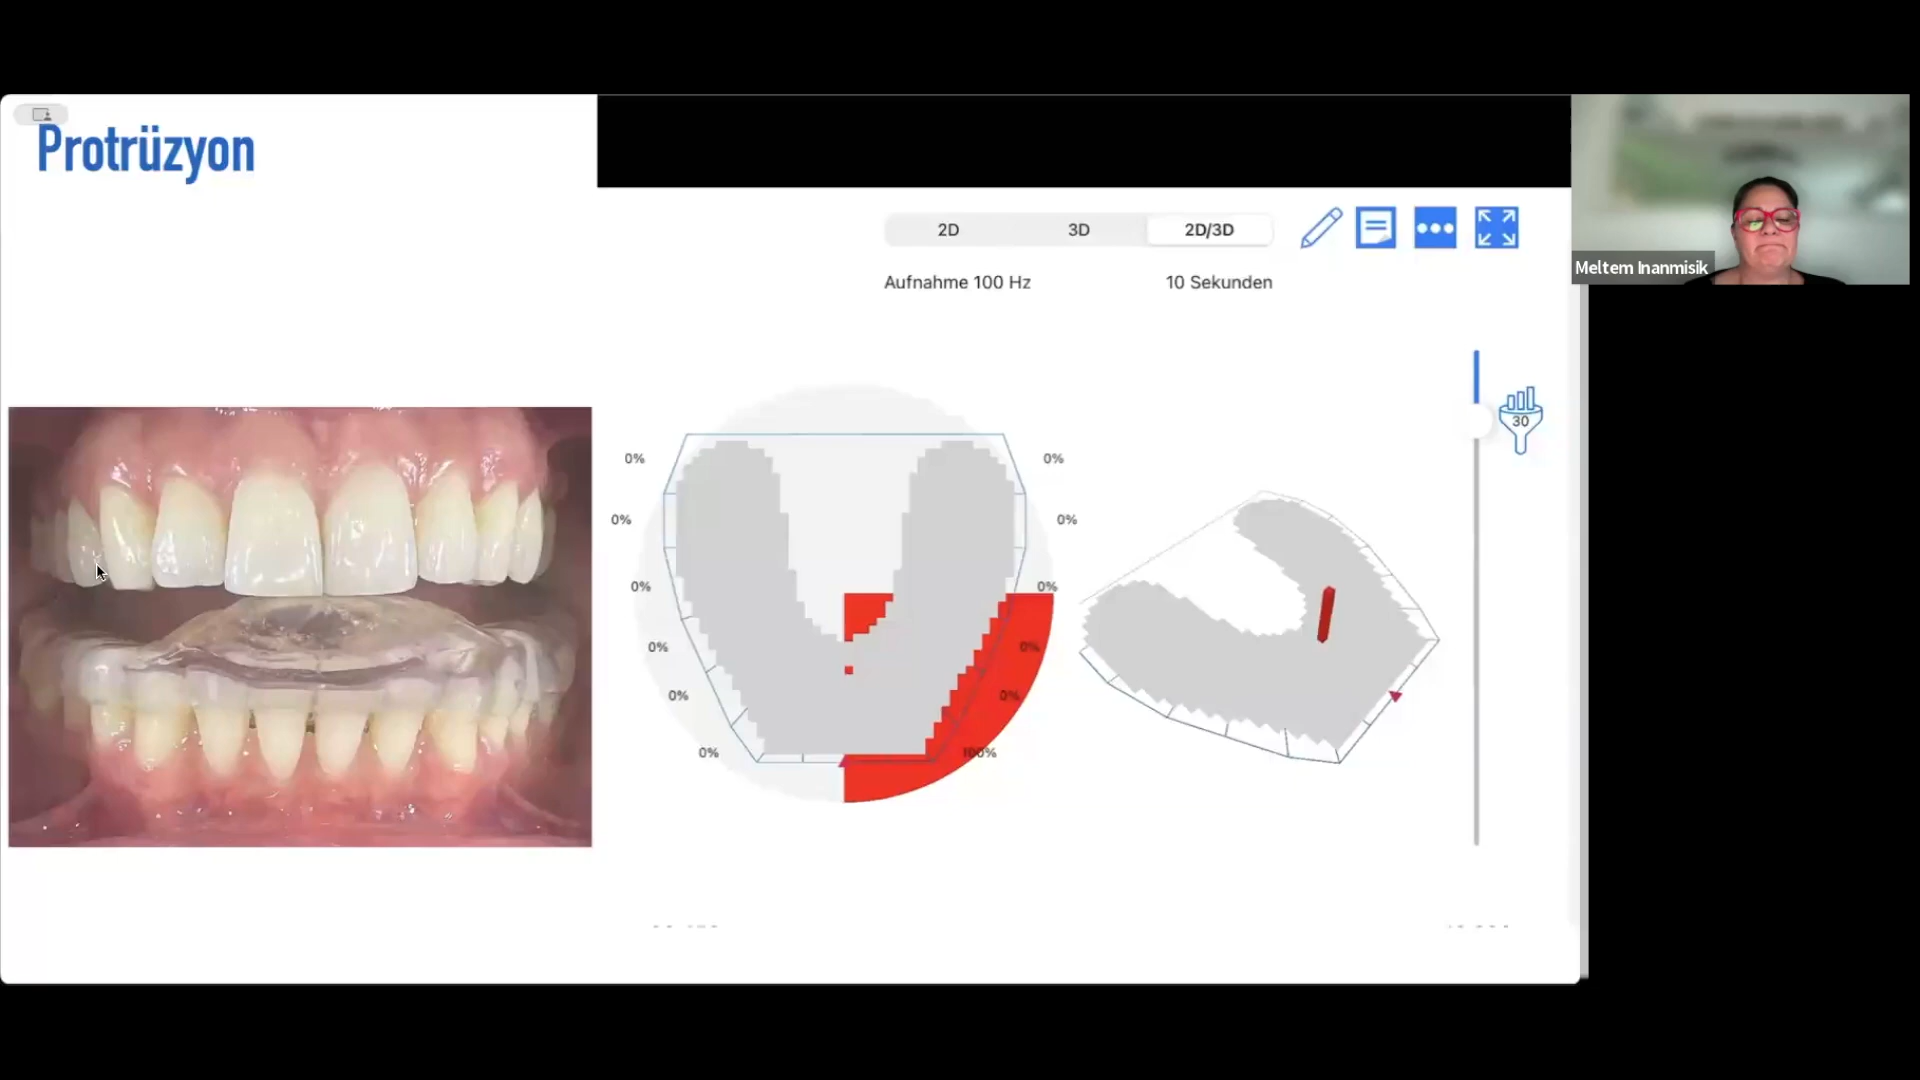 Protrüzyon
2D 3D 2D/3D
Aufnahme 100 Hz 10 Sekunden
Meltem Inanmisik
30
0% 0%
0% 0%
0% 0%
0% 0%
0% 0%
0% 100%